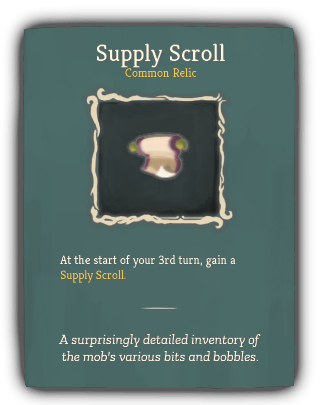 Supply Scroll
Common Relic
At the start of your 3rd turn, gain a
Supply Scroll.
A surprisingly detailed inventory of
the mob's various bits and bobbles.